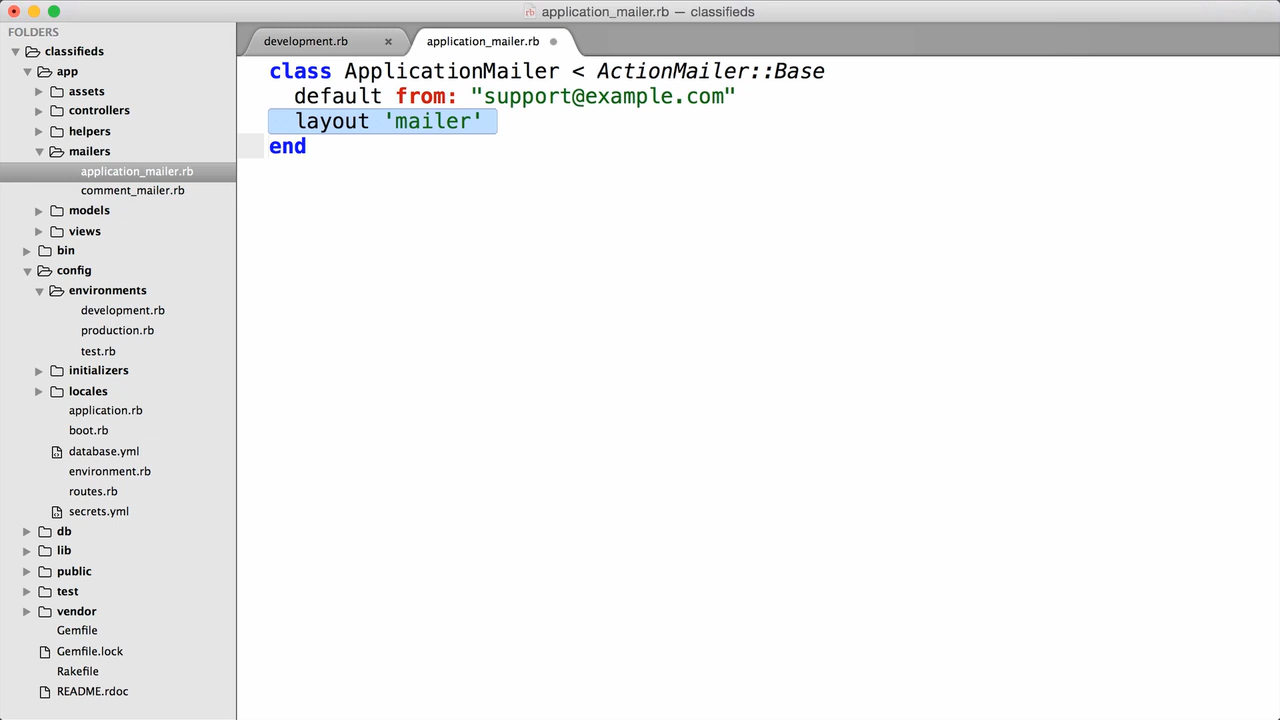 application_mailer.rb — classifieds
FOLDERS
classifieds
app
assets
controllers
helpers
mailers
application_mailer.rb
comment_mailer.rb
models
views
bin
config
environments
development.rb
production.rb
test.rb
initializers
locales
application.rb
boot.rb
database.yml
environment.rb
routes.rb
secrets.yml
db
lib
public
test
vendor
Gemfile
Gemfile.lock
Rakefile
README.rdoc
development.rb
application_mailer.rb
class ApplicationMailer < ActionMailer::Base
  default from: "support@example.com"
  layout 'mailer'
end